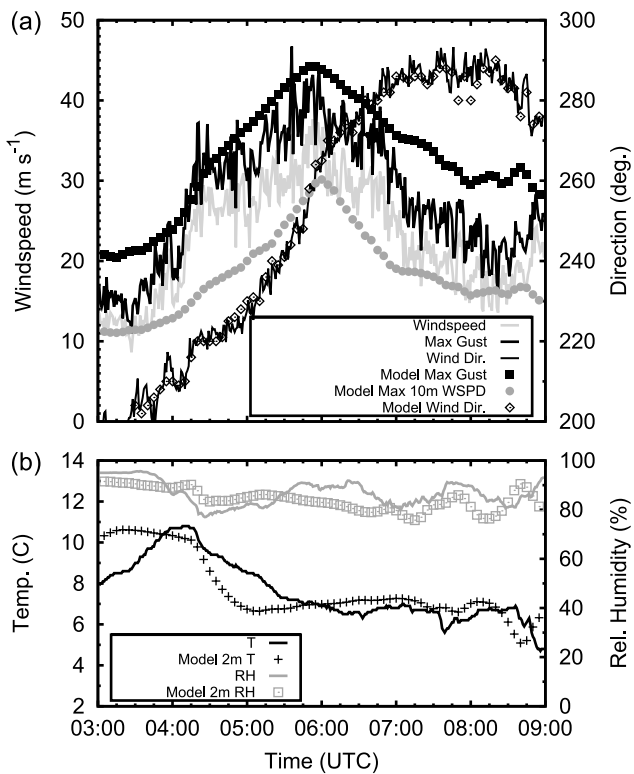 (a)
50
40
30
20
10
0
Windspeed (m s⁻¹)
300
280
260
240
220
200
Direction (deg.)
Windspeed
Max Gust
Wind Dir.
Model Max Gust
Model Max 10m WSPD
Model Wind Dir.
(b)
14
12
10
8
6
4
2
Temp. (C)
100
80
60
40
20
0
Rel. Humidity (%)
T
Model 2m T
RH
Model 2m RH
03:00 04:00 05:00 06:00 07:00 08:00 09:00
Time (UTC)